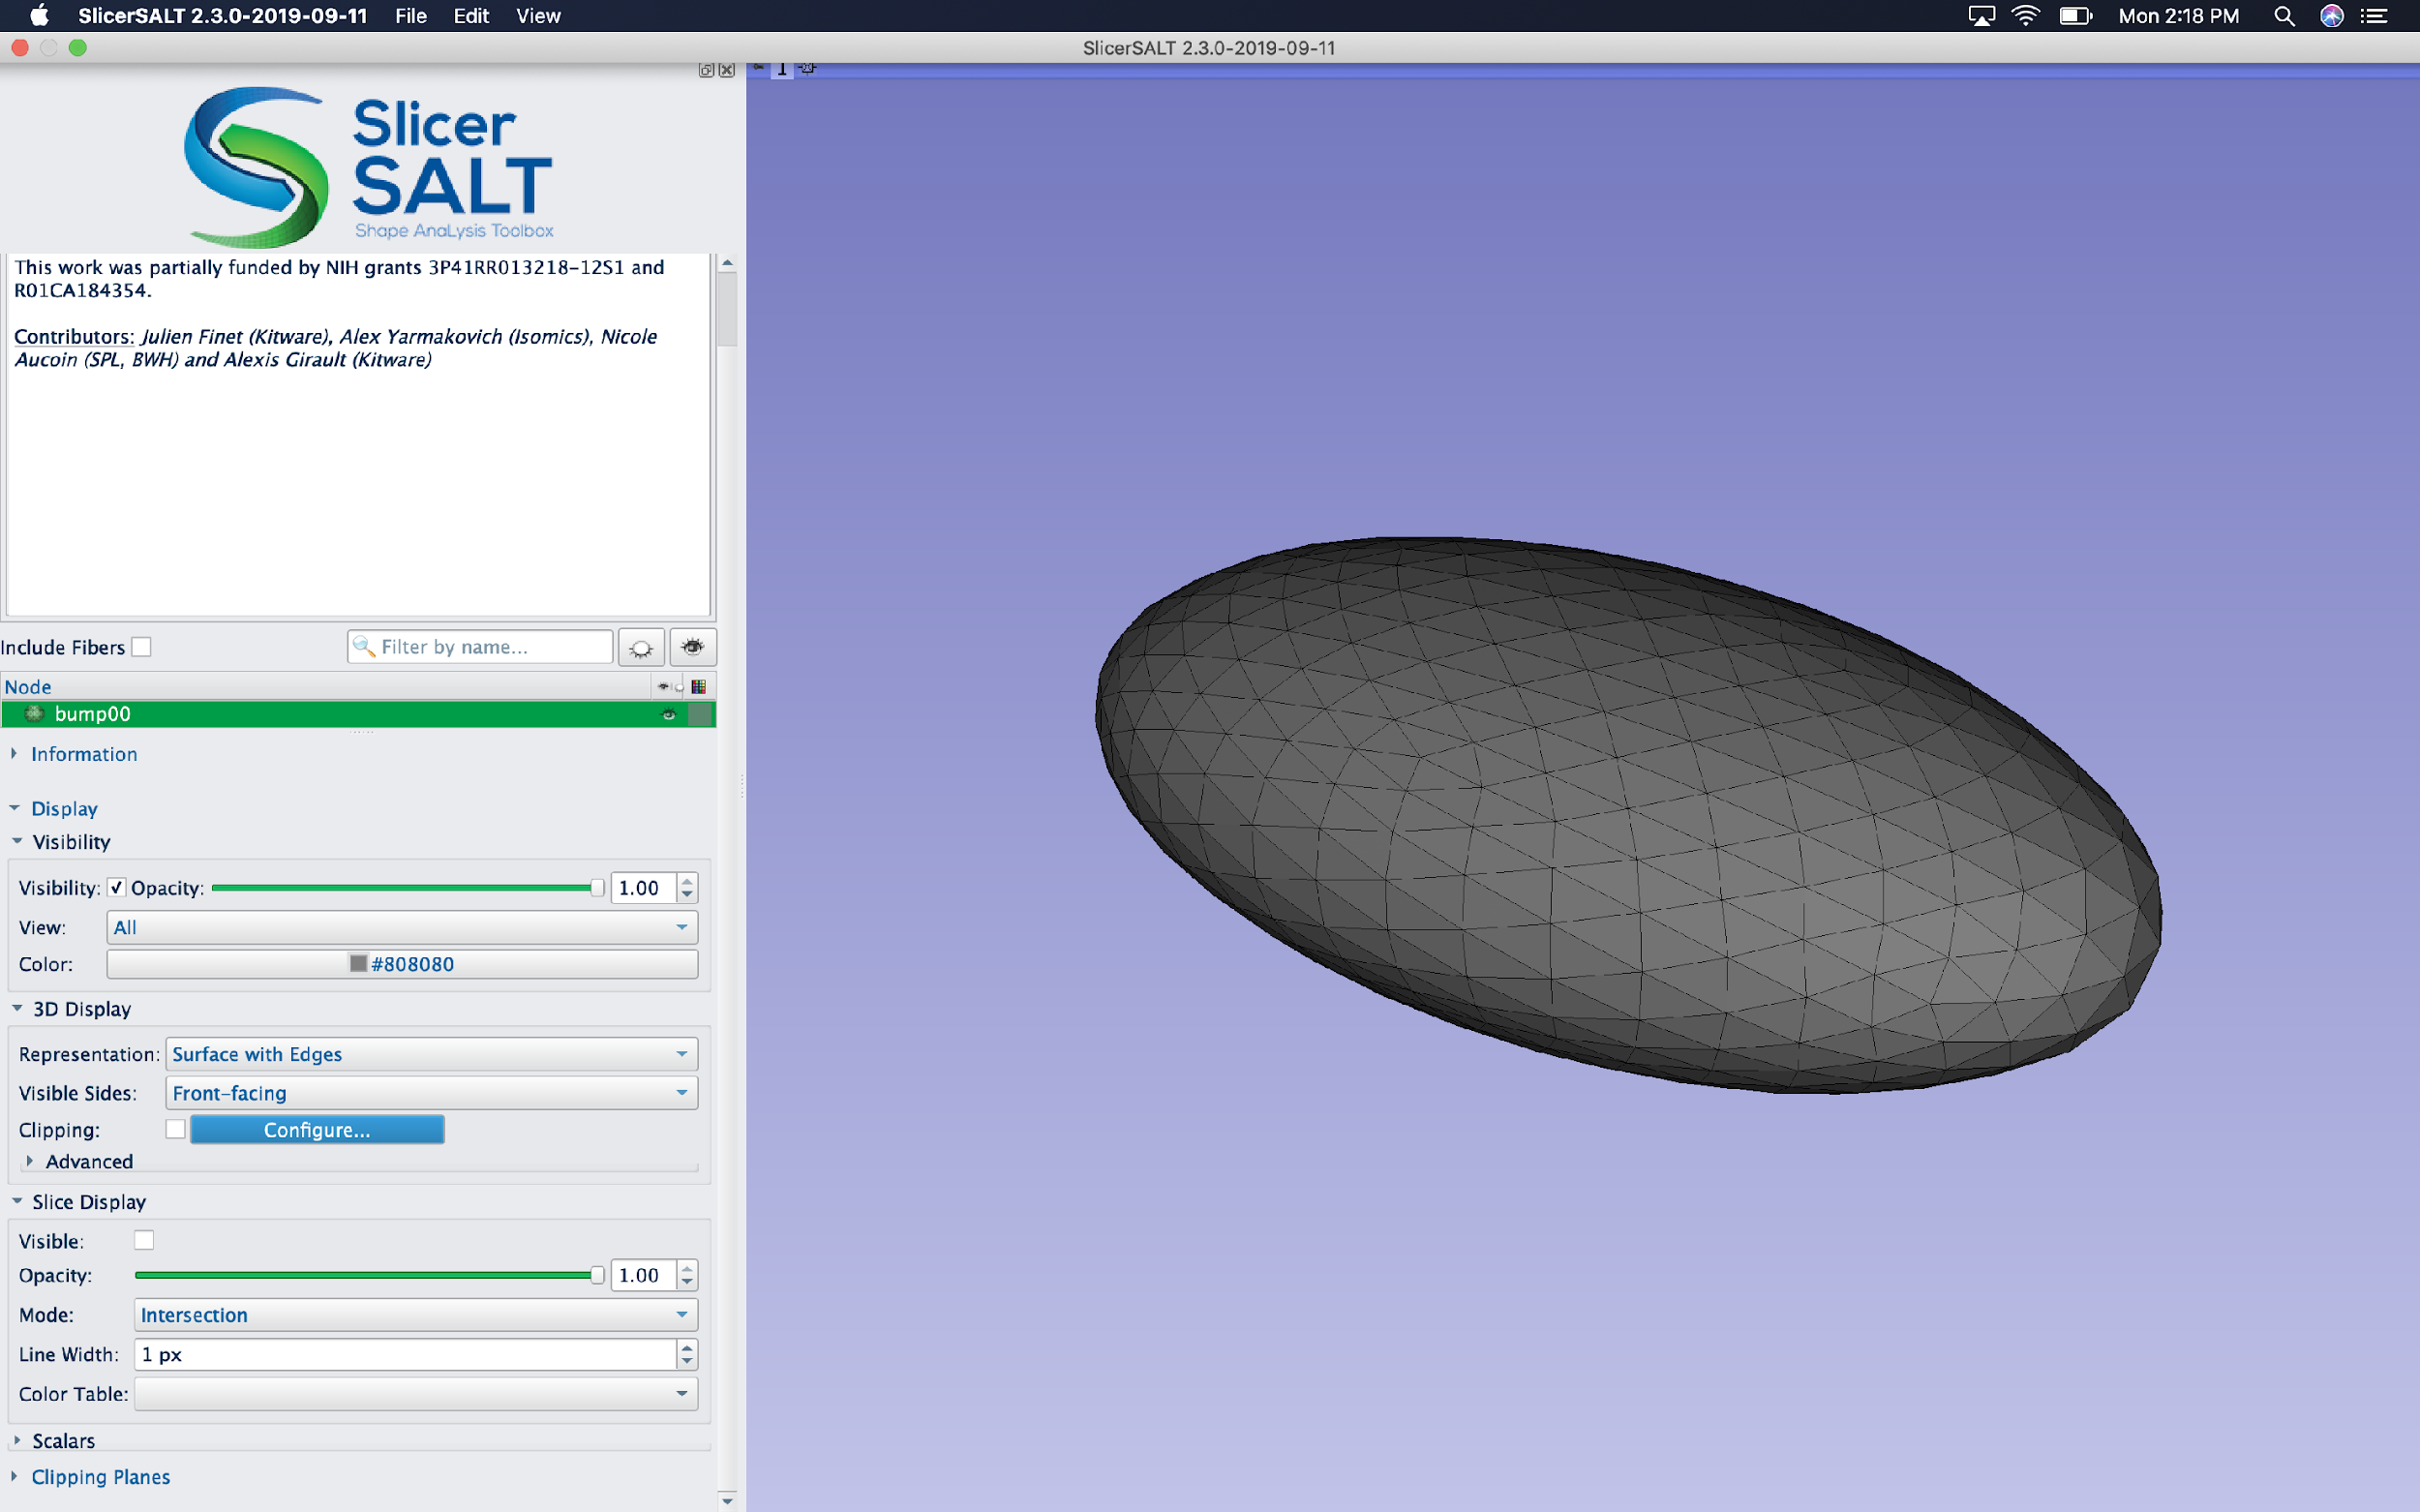 SlicerSALT 2.3.0-2019-09-11 File Edit View Mon 2:18 PM
SlicerSALT 2.3.0-2019-09-11
1
Slicer
SALT
Shape AnaLysis Toolbox
This work was partially funded by NIH grants 3P41RR013218-12S1 and
R01CA184354.
Contributors: Julien Finet (Kitware), Alex Yarmakovich (Isomics), Nicole
Aucoin (SPL, BWH) and Alexis Girault (Kitware)
Include Fibers Filter by name...
Node
bump00
Information
Display
Visibility
Visibility: Opacity: 1.00
View: All
Color: #808080
3D Display
Representation: Surface with Edges
Visible Sides: Front-facing
Clipping: Configure...
Advanced
Slice Display
Visible:
Opacity: 1.00
Mode: Intersection
Line Width: 1 px
Color Table:
Scalars
Clipping Planes